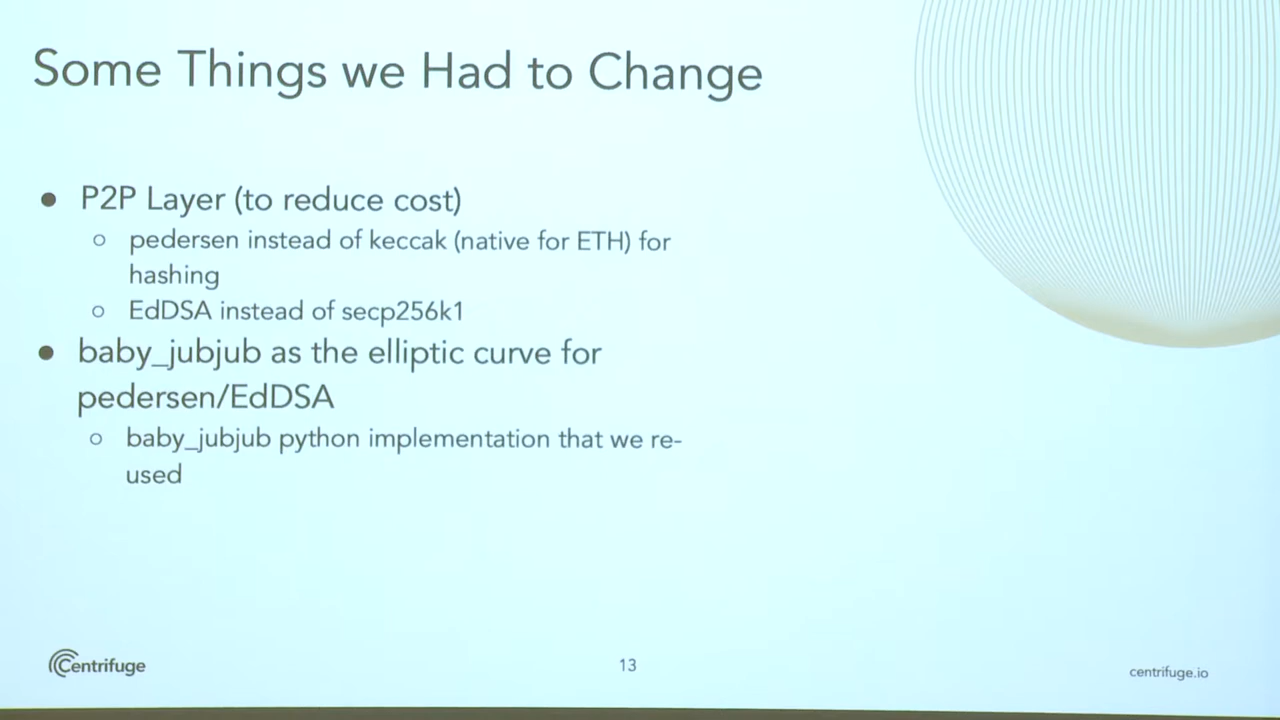 Some Things we Had to Change
● P2P Layer (to reduce cost)
○ pedersen instead of keccak (native for ETH) for
hashing
○ EdDSA instead of secp256k1
● baby_jubjub as the elliptic curve for
pedersen/EdDSA
○ baby_jubjub python implementation that we re-
used
Centrifuge
13
centrifuge.io